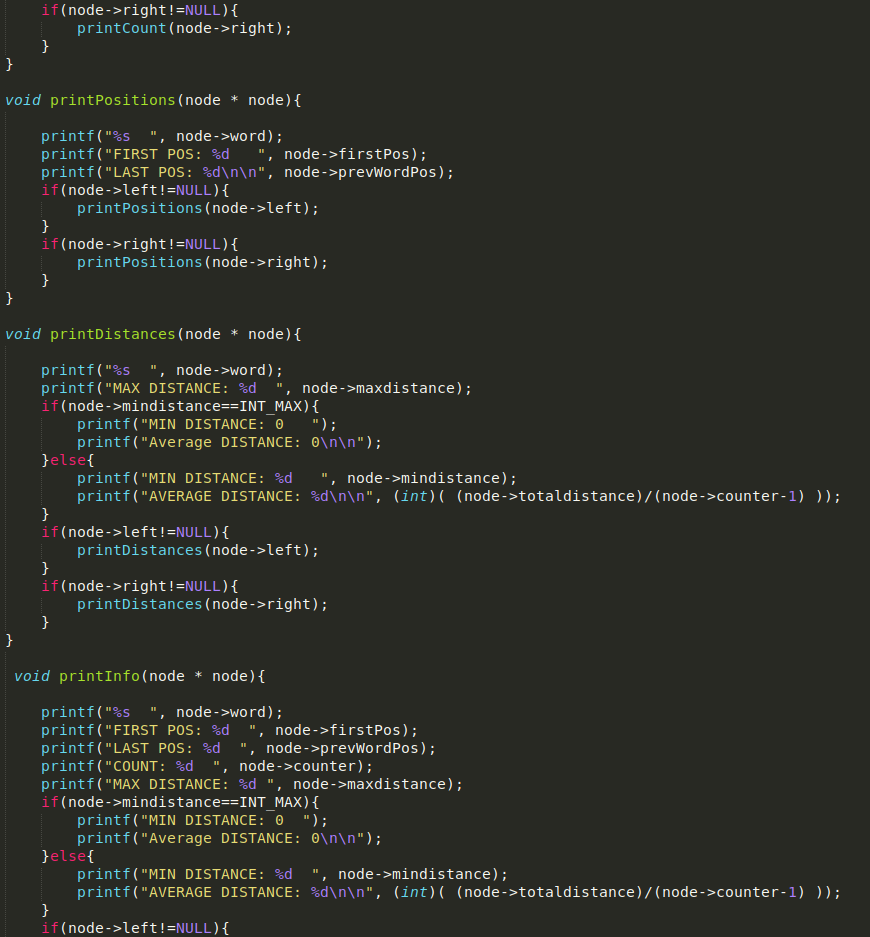 if(node->right!=NULL){
        printCount(node->right);
    }
}

void printPositions(node * node){

    printf("%s  ", node->word);
    printf("FIRST POS: %d   ", node->firstPos);
    printf("LAST POS: %d\n\n", node->prevWordPos);
    if(node->left!=NULL){
        printPositions(node->left);
    }
    if(node->right!=NULL){
        printPositions(node->right);
    }
}

void printDistances(node * node){

    printf("%s  ", node->word);
    printf("MAX DISTANCE: %d  ", node->maxdistance);
    if(node->mindistance==INT_MAX){
        printf("MIN DISTANCE: 0   ");
        printf("Average DISTANCE: 0\n\n");
    }else{
        printf("MIN DISTANCE: %d   ", node->mindistance);
        printf("AVERAGE DISTANCE: %d\n\n", (int)( (node->totaldistance)/(node->counter-1) ));
    }
    if(node->left!=NULL){
        printDistances(node->left);
    }
    if(node->right!=NULL){
        printDistances(node->right);
    }
}

 void printInfo(node * node){

    printf("%s  ", node->word);
    printf("FIRST POS: %d  ", node->firstPos);
    printf("LAST POS: %d  ", node->prevWordPos);
    printf("COUNT: %d  ", node->counter);
    printf("MAX DISTANCE: %d ", node->maxdistance);
    if(node->mindistance==INT_MAX){
        printf("MIN DISTANCE: 0  ");
        printf("Average DISTANCE: 0\n\n");
    }else{
        printf("MIN DISTANCE: %d  ", node->mindistance);
        printf("AVERAGE DISTANCE: %d\n\n", (int)( (node->totaldistance)/(node->counter-1) ));
    }
    if(node->left!=NULL){